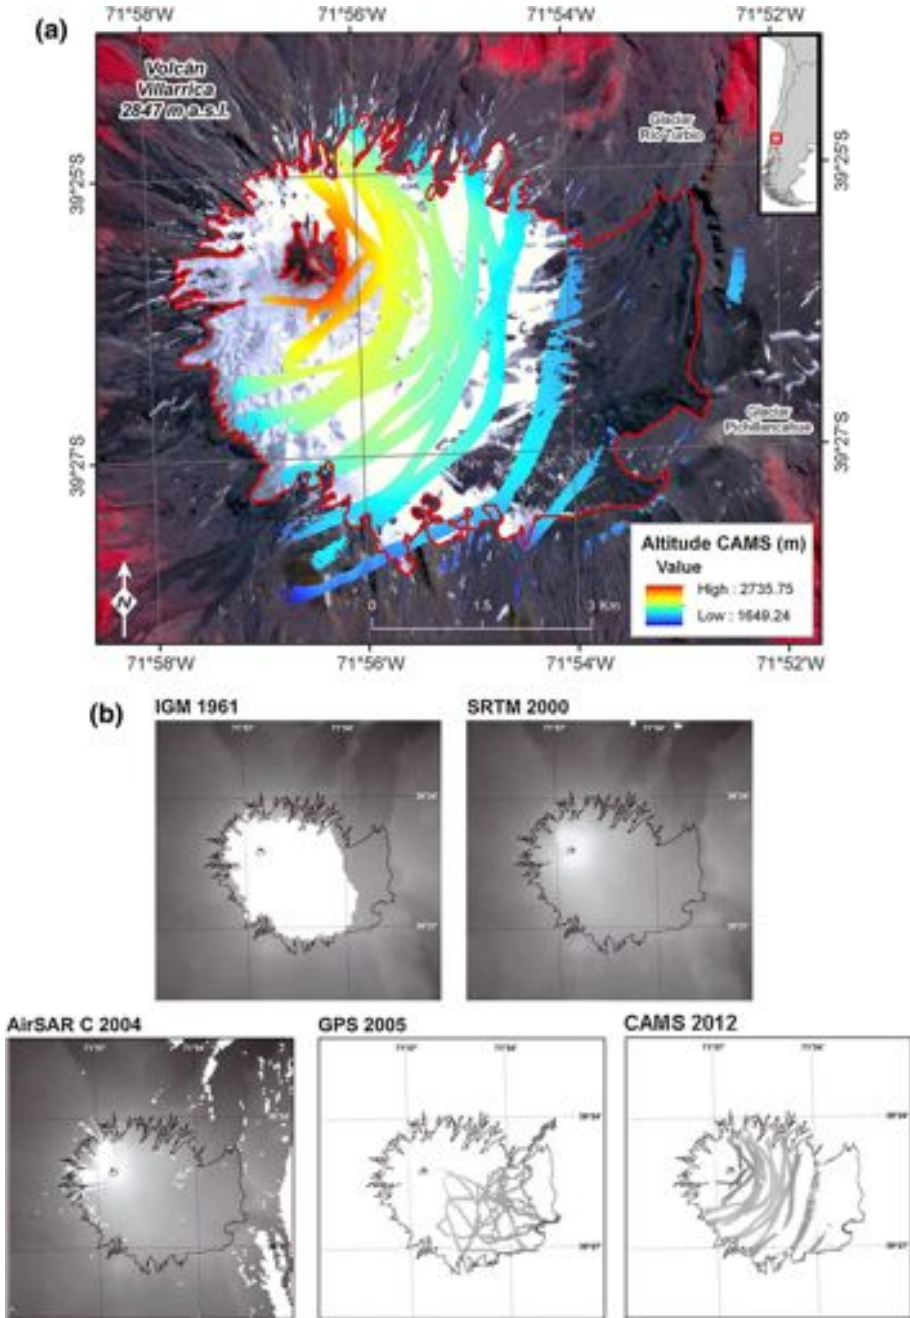 71°58'W 71°56'W 71°54'W 71°52'W
(a)
Volcán
Villarrica
2847 m a.s.l.
Glaciar
Río Turbio
39°25'S
39°25'S
Glaciar
Pichillancahue
39°27'S
39°27'S
Altitude CAMS (m)
Value
High : 2735.75
Low : 1649.24
N
0 1.5 3 Km
71°58'W 71°56'W 71°54'W 71°52'W
(b)
IGM 1961
SRTM 2000
AirSAR C 2004
GPS 2005
CAMS 2012